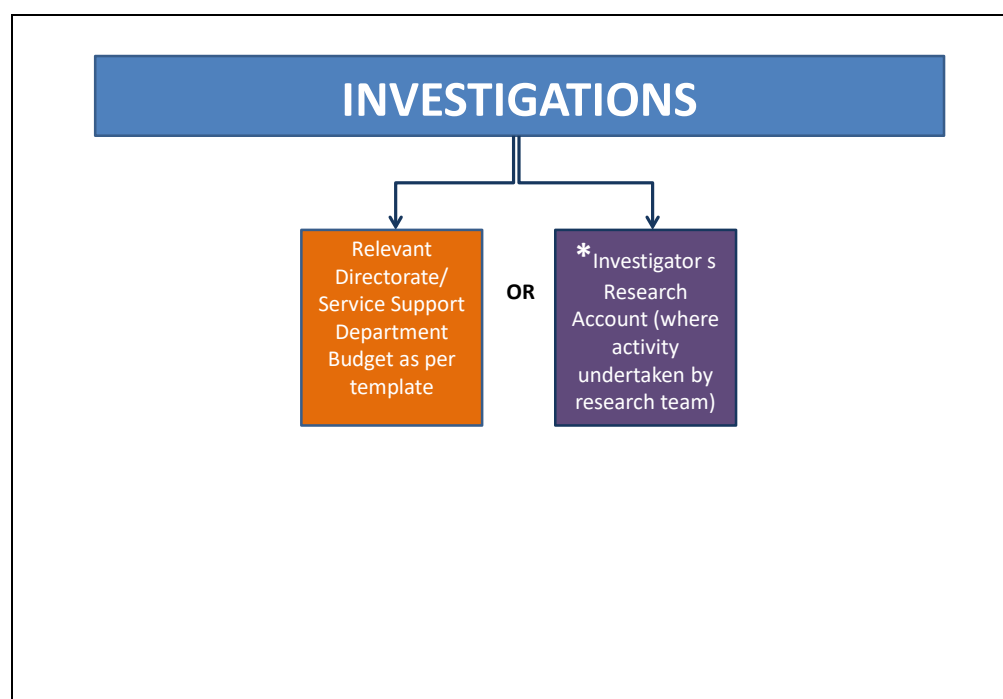 INVESTIGATIONS
Relevant
Directorate/
Service Support
Department
Budget as per
template
OR
*Investigator s
Research
Account (where
activity
undertaken by
research team)